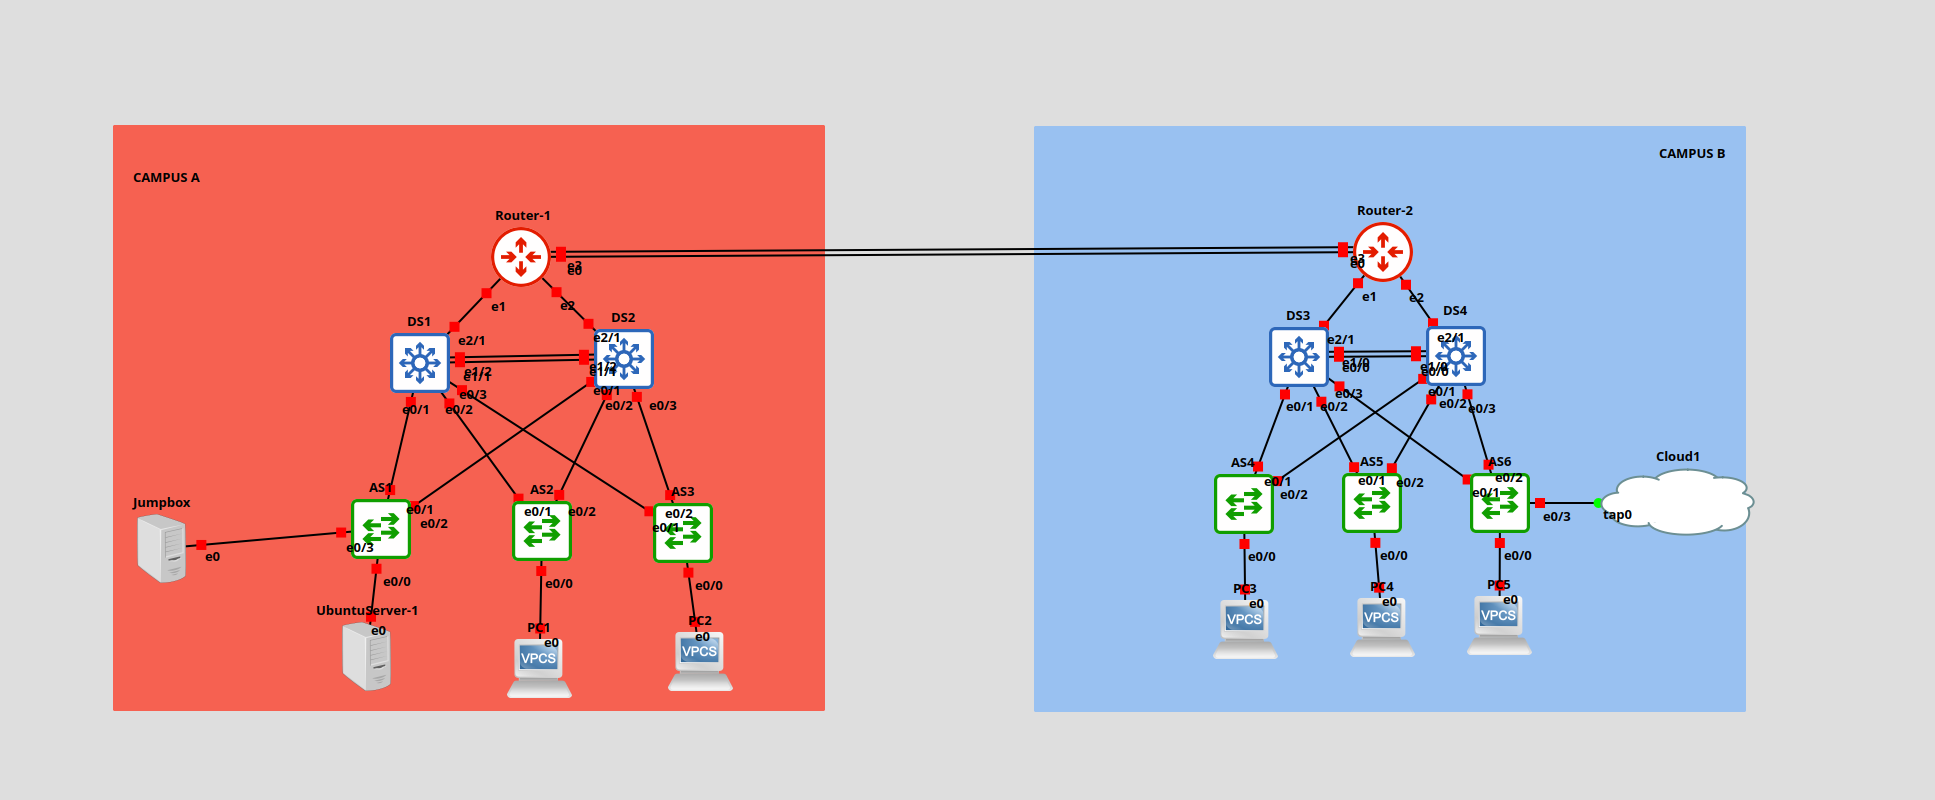 CAMPUS A
CAMPUS B
Router-1
Router-2
e3
e0
e3
e0
e1
e2
e1
e2
DS1
DS2
DS3
DS4
e2/1
e2/1
e2/1
e2/1
e1/2
e1/1
e1/2
e1/1
e1/0
e0/0
e1/0
e0/0
e0/3
e0/1
e0/3
e0/1
e0/1
e0/2
e0/2
e0/3
e0/1
e0/2
e0/2
e0/3
AS1
AS2
AS3
AS4
AS5
AS6
Cloud1
Jumpbox
e0/1
e0/2
e0/1
e0/2
e0/2
e0/1
e0/1
e0/2
e0/1
e0/2
e0/2
e0/1
e0/3
tap0
e0/3
e0
e0/0
e0/0
e0/0
e0/0
e0/0
e0/0
UbuntuServer-1
e0
PC1
e0
PC2
e0
PC3
e0
PC4
e0
PC5
e0
VPCS
VPCS
VPCS
VPCS
VPCS